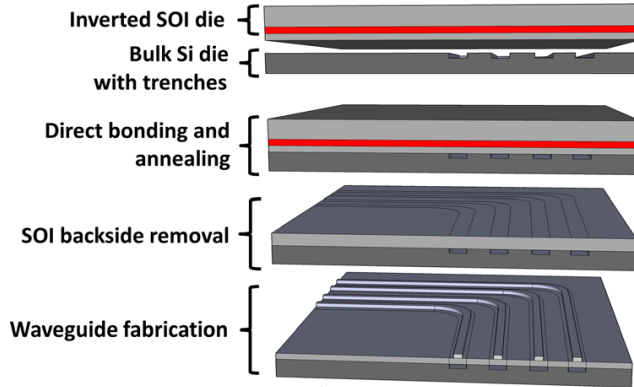 Inverted SOI die
Bulk Si die
with trenches
Direct bonding and
annealing
SOI backside removal
Waveguide fabrication